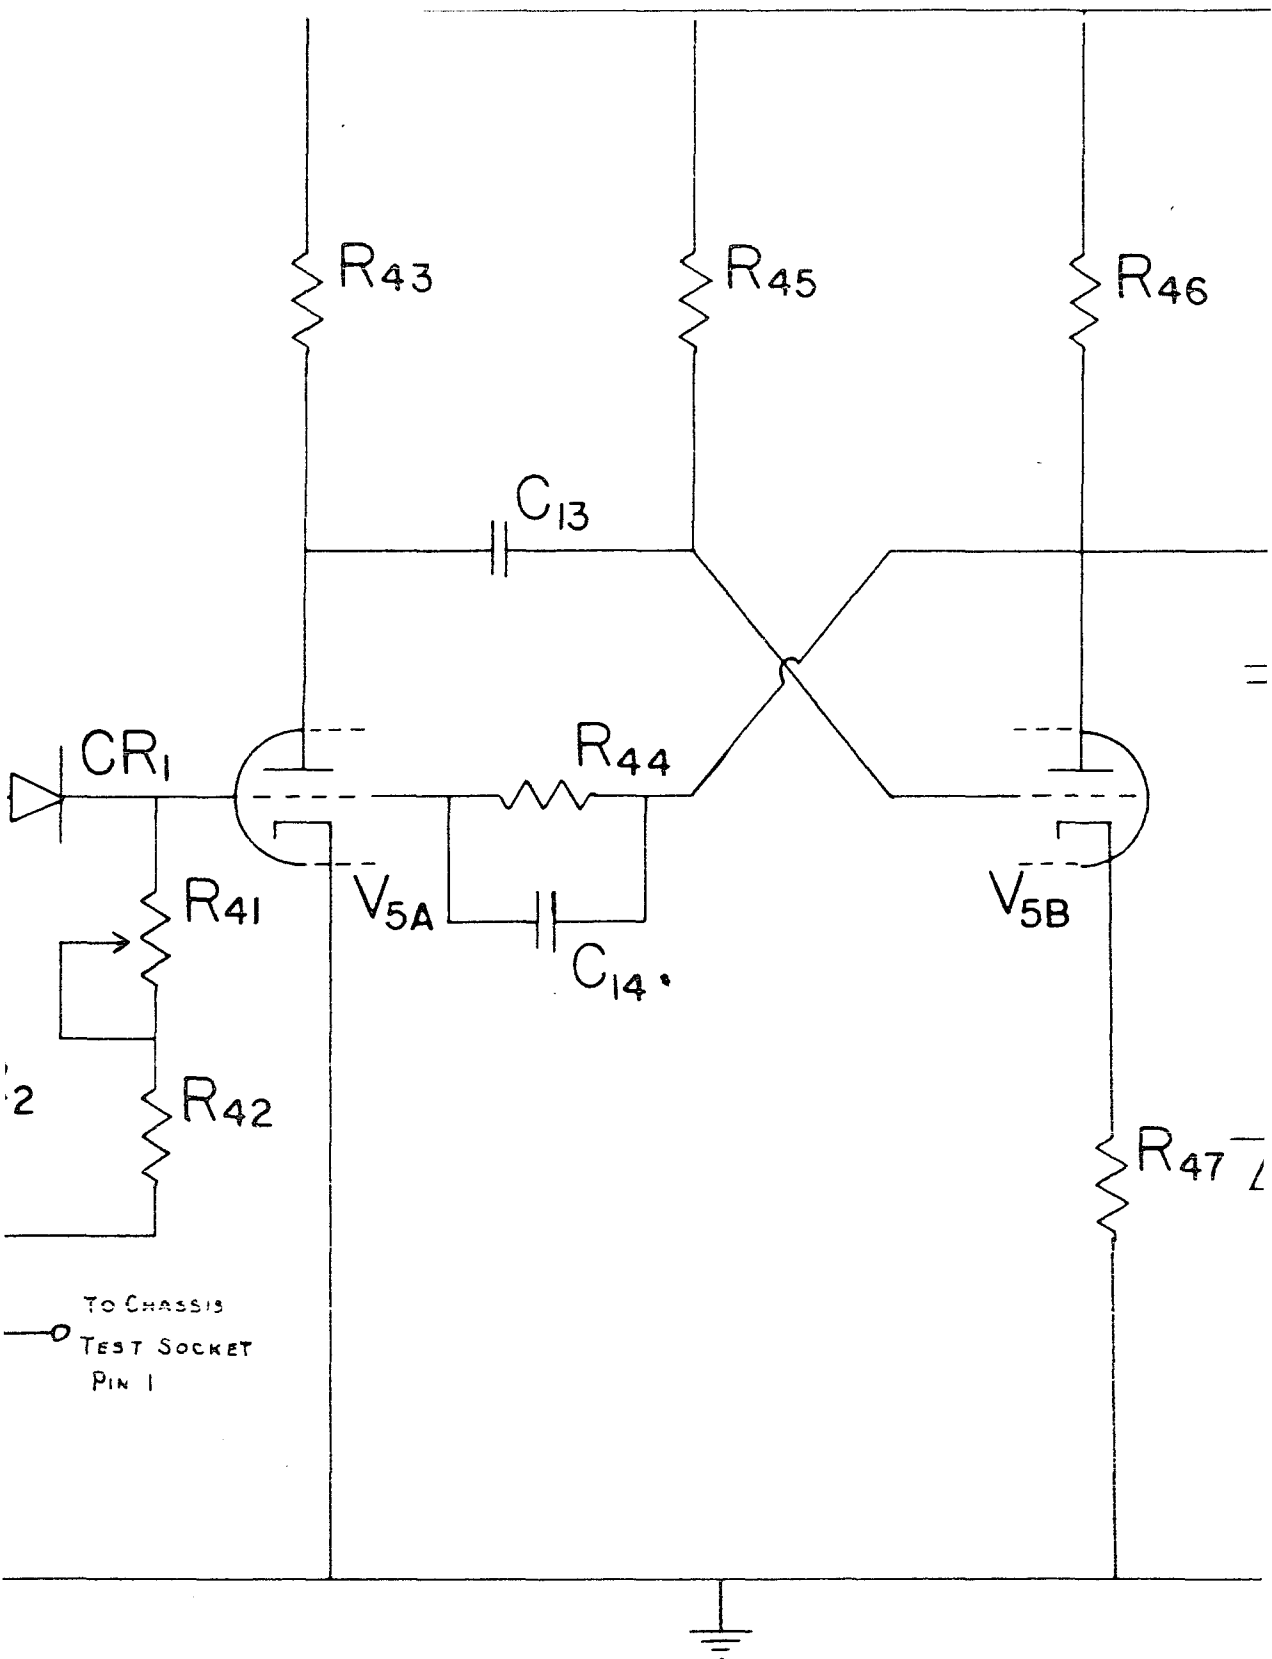 R43
R45
R46
C13
CR1
R44
R41
V5A
V5B
C14.
2
R42
R47
TO CHASSIS
TEST SOCKET
PIN 1